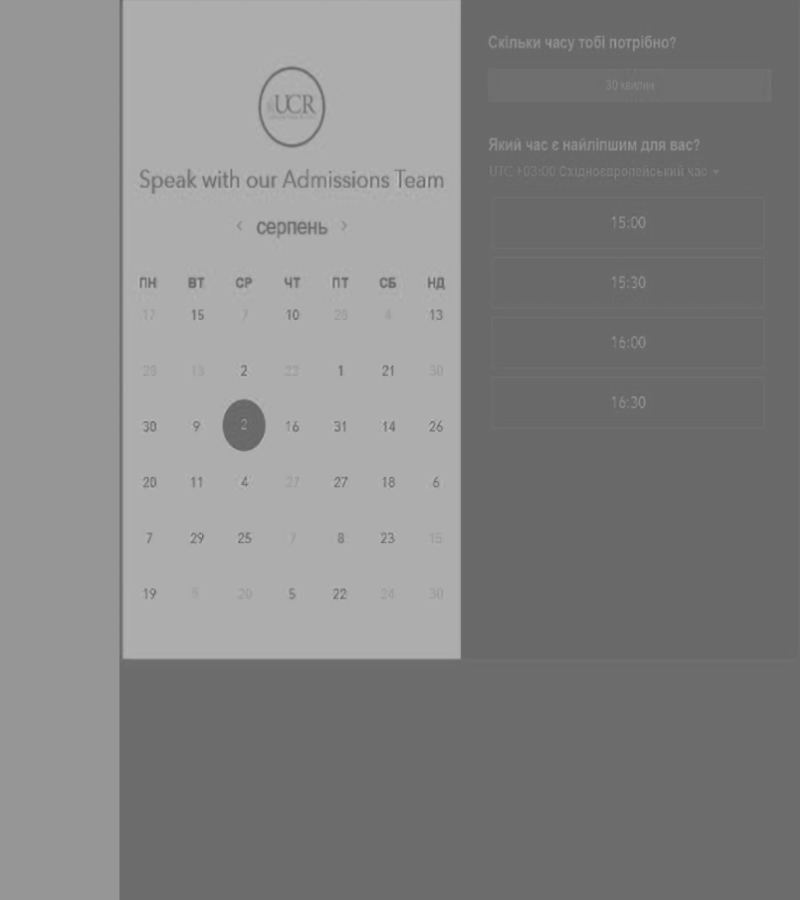 UCR
Speak with our Admissions Team
‹ серпень ›
ПН ВТ СР ЧТ ПТ СБ НД
17 15 7 10 28 4 13
28 13 2 22 1 21 30
30 9 2 16 31 14 26
20 11 4 27 27 18 6
7 29 25 7 8 23 15
19 9 20 5 22 24 30
Скільки часу тобі потрібно?
30 хвилин
Який час є найліпшим для вас?
UTC +03:00 Східноєвропейський час
15:00
15:30
16:00
16:30